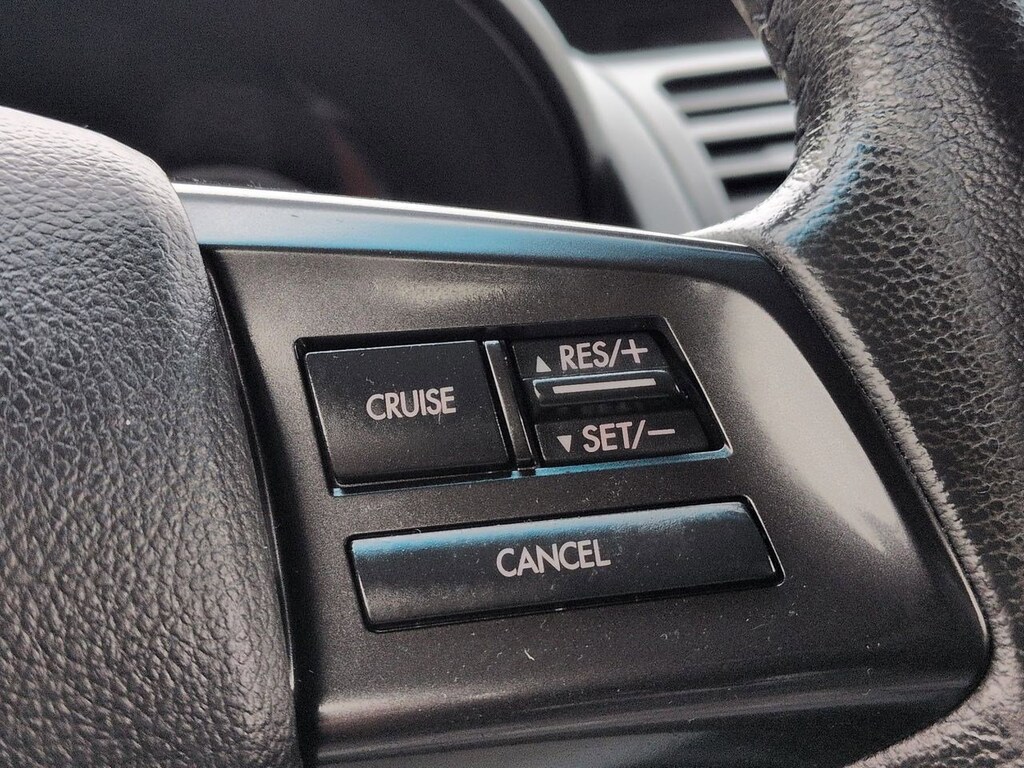 CRUISE
▲ RES/+
▼ SET/−
CANCEL